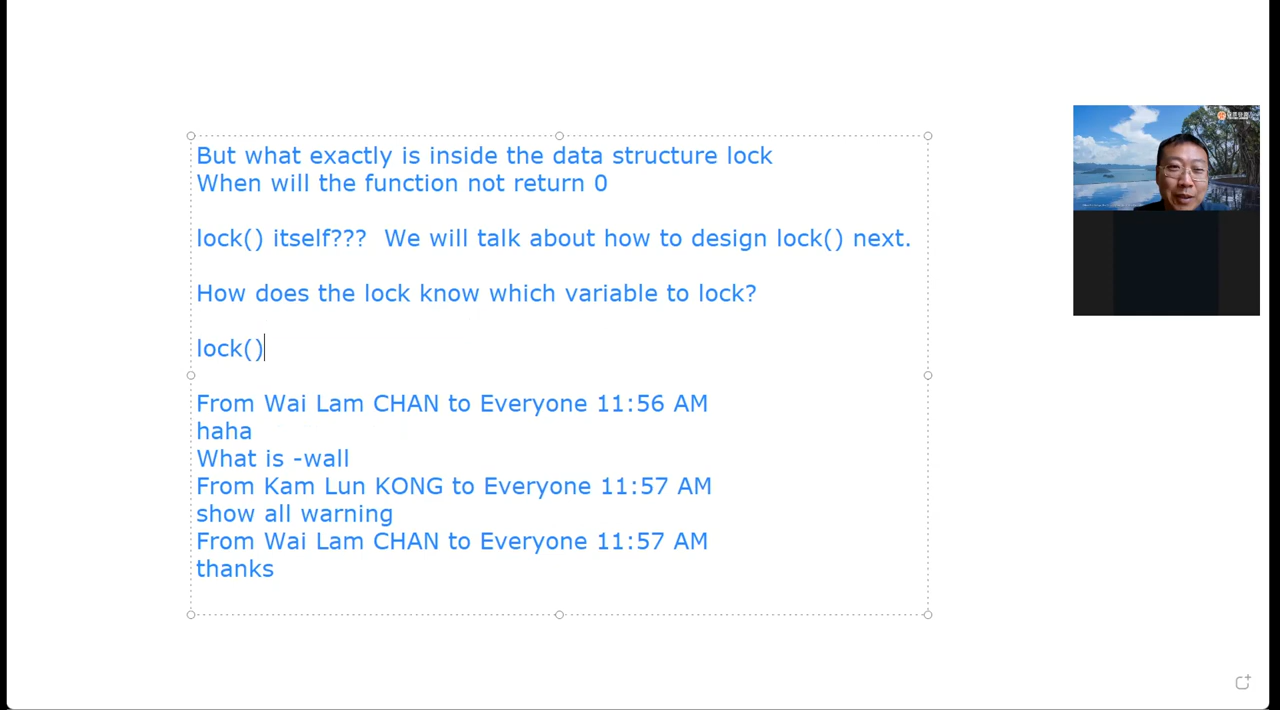 But what exactly is inside the data structure lock
When will the function not return 0
lock() itself???  We will talk about how to design lock() next.
How does the lock know which variable to lock?
lock()
From Wai Lam CHAN to Everyone 11:56 AM
haha
What is -wall
From Kam Lun KONG to Everyone 11:57 AM
show all warning
From Wai Lam CHAN to Everyone 11:57 AM
thanks